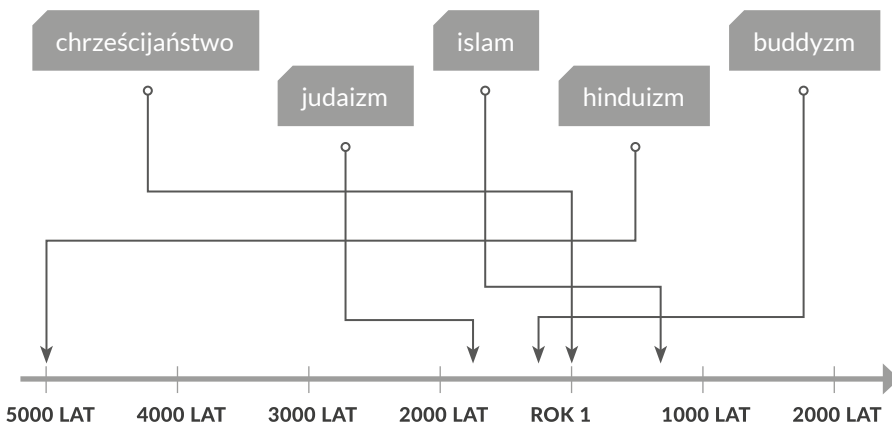 chrześcijaństwo
islam
buddyzm
judaizm
hinduizm
5000 LAT
4000 LAT
3000 LAT
2000 LAT
ROK 1
1000 LAT
2000 LAT